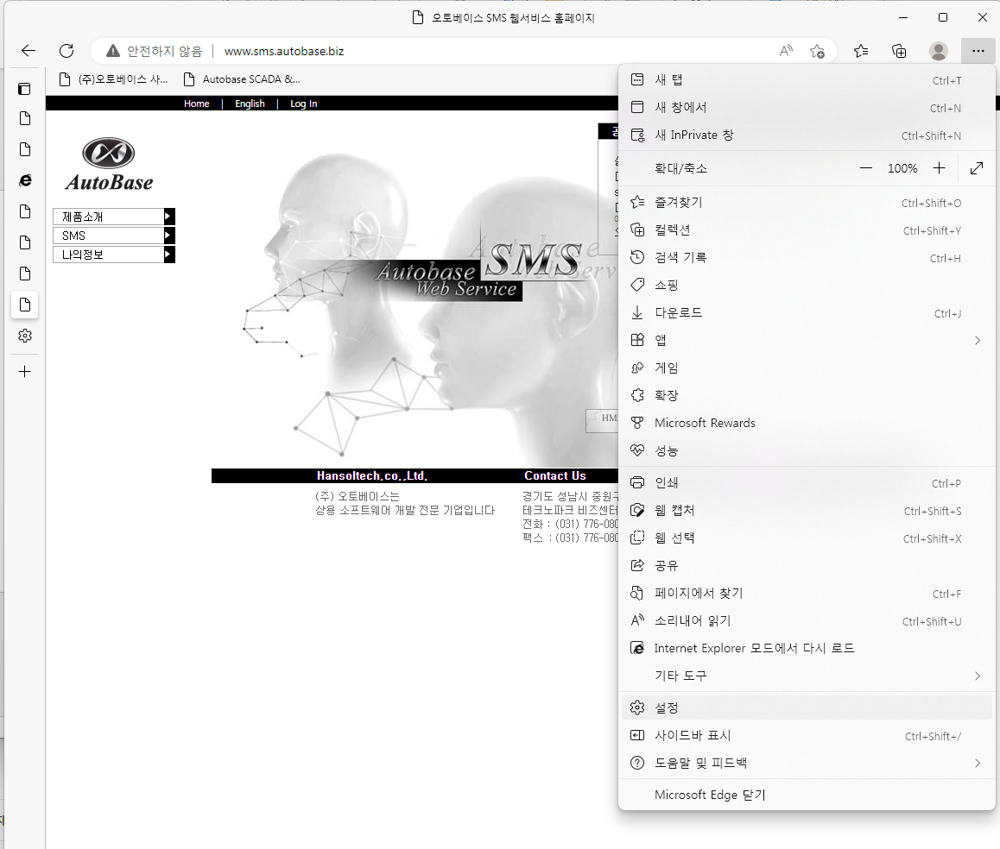 오토베이스 SMS 웹서비스 홈페이지
안전하지 않음
www.sms.autobase.biz
(주)오토베이스 사...
Autobase SCADA &...
Home | English | Log In
AutoBase
제품소개
SMS
나의정보
Autobase SMS
Web Service
HM
Hansoltech.co.,Ltd.
Contact Us
(주) 오토베이스는
상용 소프트웨어 개발 전문 기업입니다
경기도 성남시 중원구
테크노파크 비즈센터
전화 : (031) 776-080
팩스 : (031) 776-080
새 탭 Ctrl+T
새 창에서 Ctrl+N
새 InPrivate 창 Ctrl+Shift+N
확대/축소 100%
즐겨찾기 Ctrl+Shift+O
컬렉션 Ctrl+Shift+Y
검색 기록 Ctrl+H
쇼핑
다운로드 Ctrl+J
앱
게임
확장
Microsoft Rewards
성능
인쇄 Ctrl+P
웹 캡처 Ctrl+Shift+S
웹 선택 Ctrl+Shift+X
공유
페이지에서 찾기 Ctrl+F
소리내어 읽기 Ctrl+Shift+U
Internet Explorer 모드에서 다시 로드
기타 도구
설정
사이드바 표시 Ctrl+Shift+/
도움말 및 피드백
Microsoft Edge 닫기